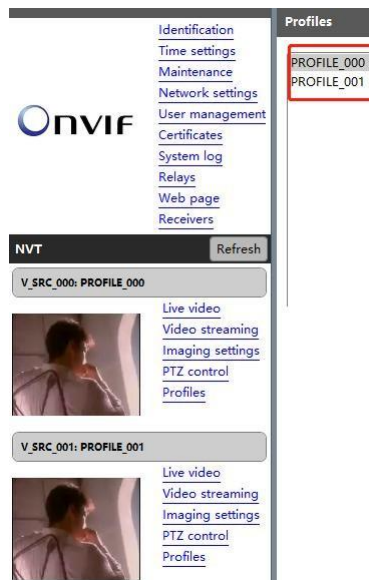 Identification
Time settings
Maintenance
Network settings
User management
Certificates
System log
Relays
Web page
Receivers
ONVIF
NVT
Refresh
V_SRC_000: PROFILE_000
Live video
Video streaming
Imaging settings
PTZ control
Profiles
V_SRC_001: PROFILE_001
Live video
Video streaming
Imaging settings
PTZ control
Profiles
Profiles
PROFILE_000
PROFILE_001